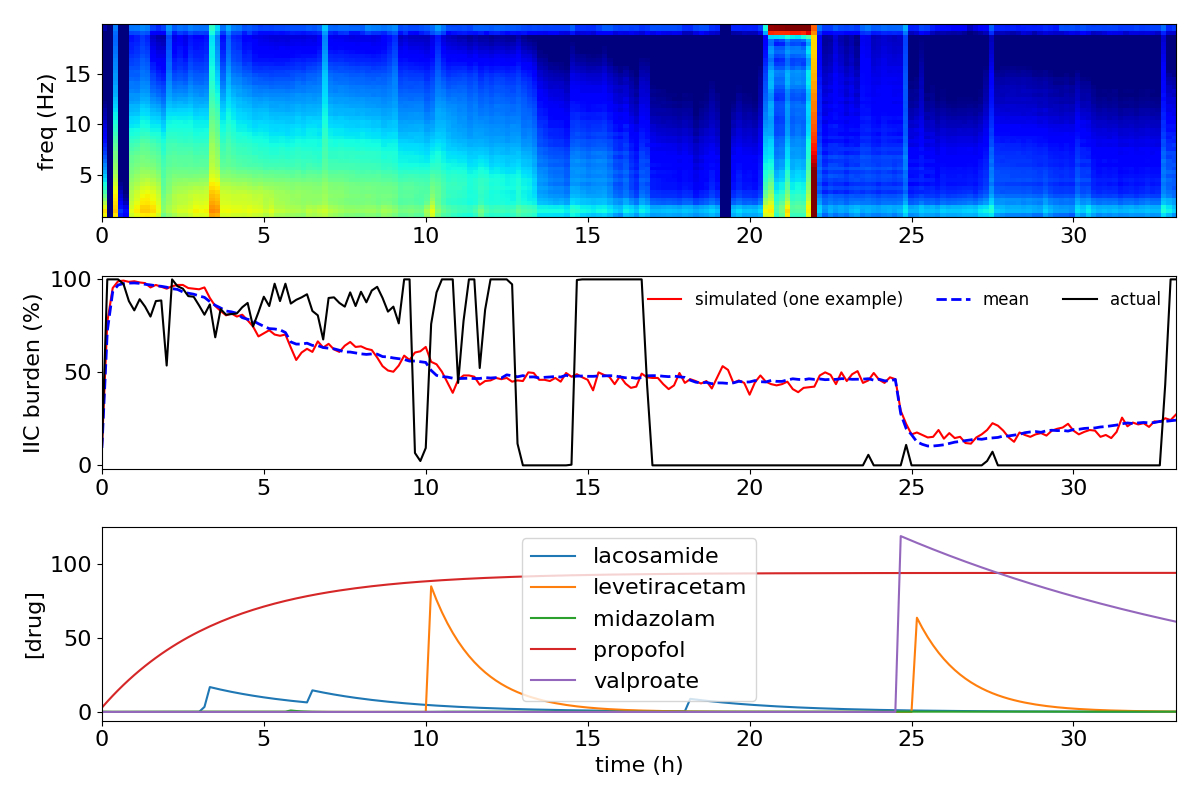 freq (Hz)
15
10
5
0 5 10 15 20 25 30
IIC burden (%)
100
50
0
simulated (one example) mean actual
0 5 10 15 20 25 30
[drug]
100
50
0
lacosamide
levetiracetam
midazolam
propofol
valproate
0 5 10 15 20 25 30
time (h)